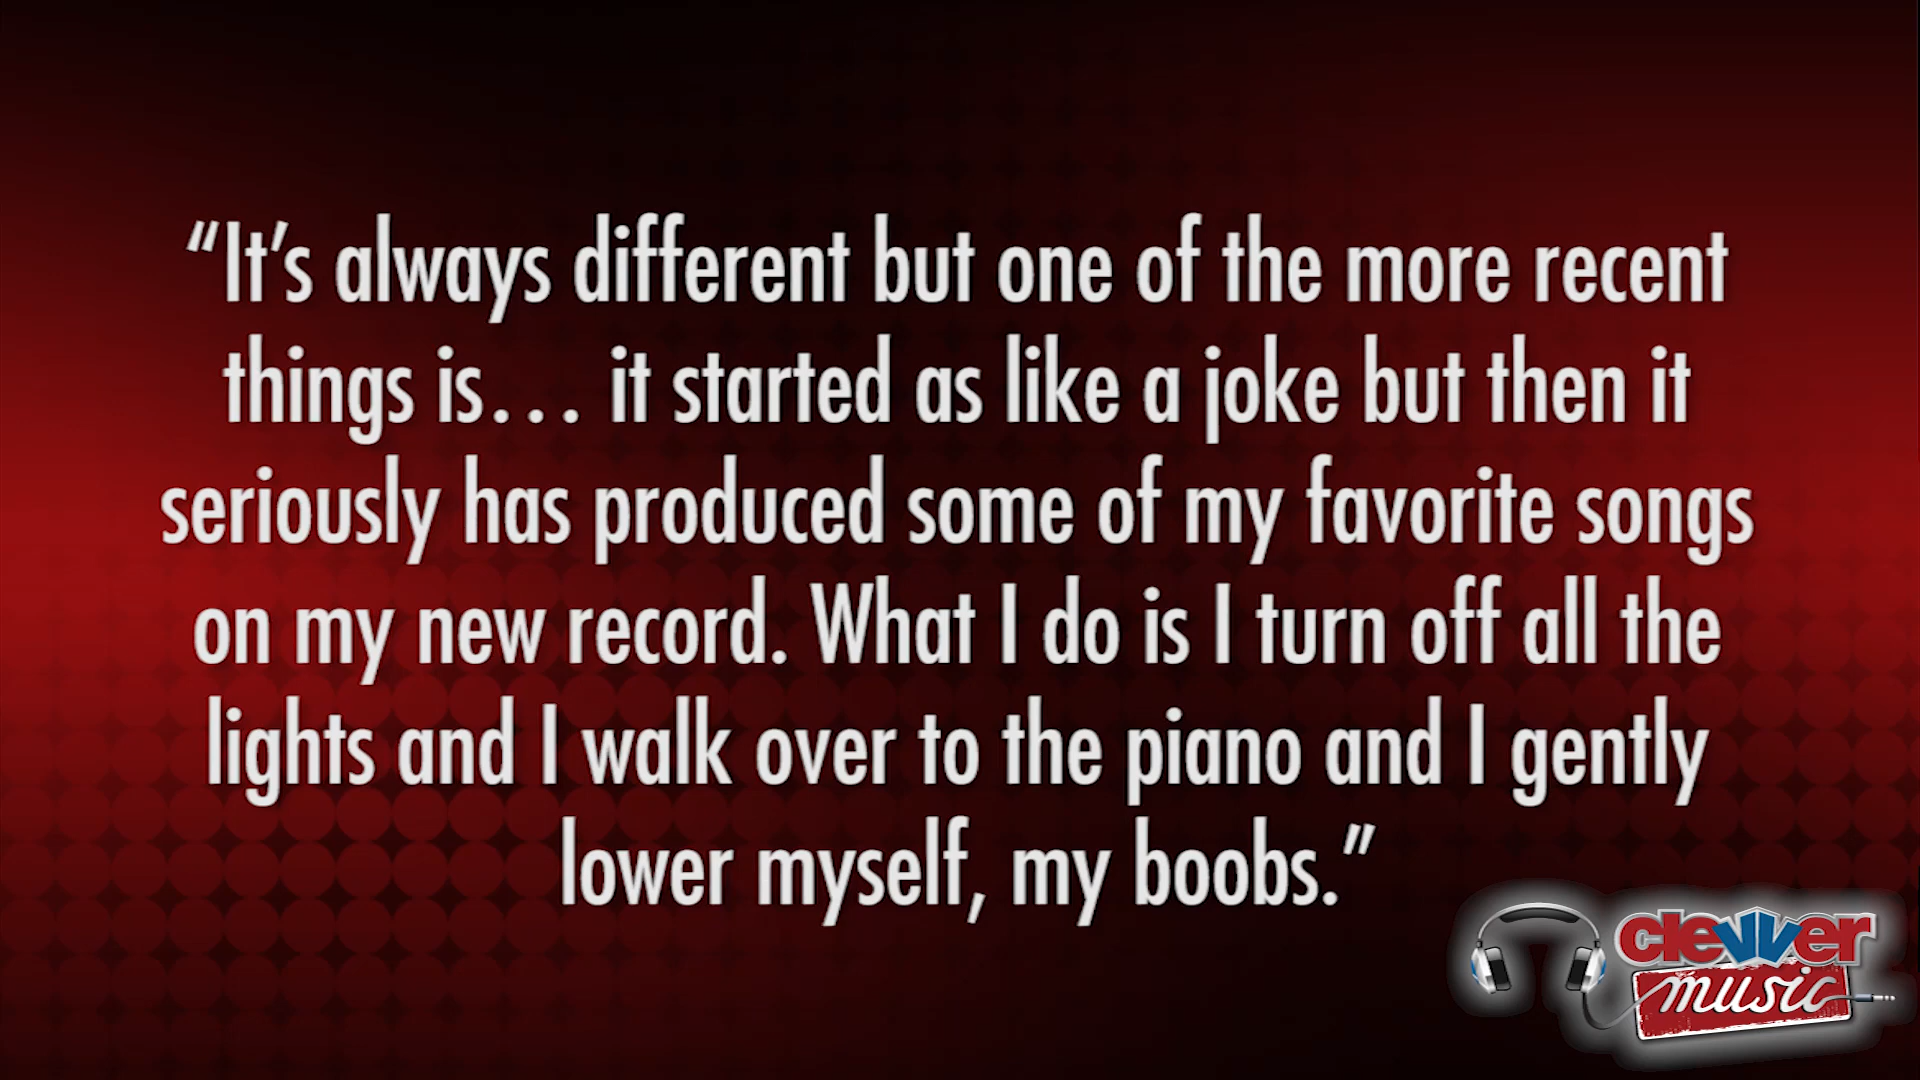 “It’s always different but one of the more recent
things is… it started as like a joke but then it
seriously has produced some of my favorite songs
on my new record. What I do is I turn off all the
lights and I walk over to the piano and I gently
lower myself, my boobs.”
clevver
music